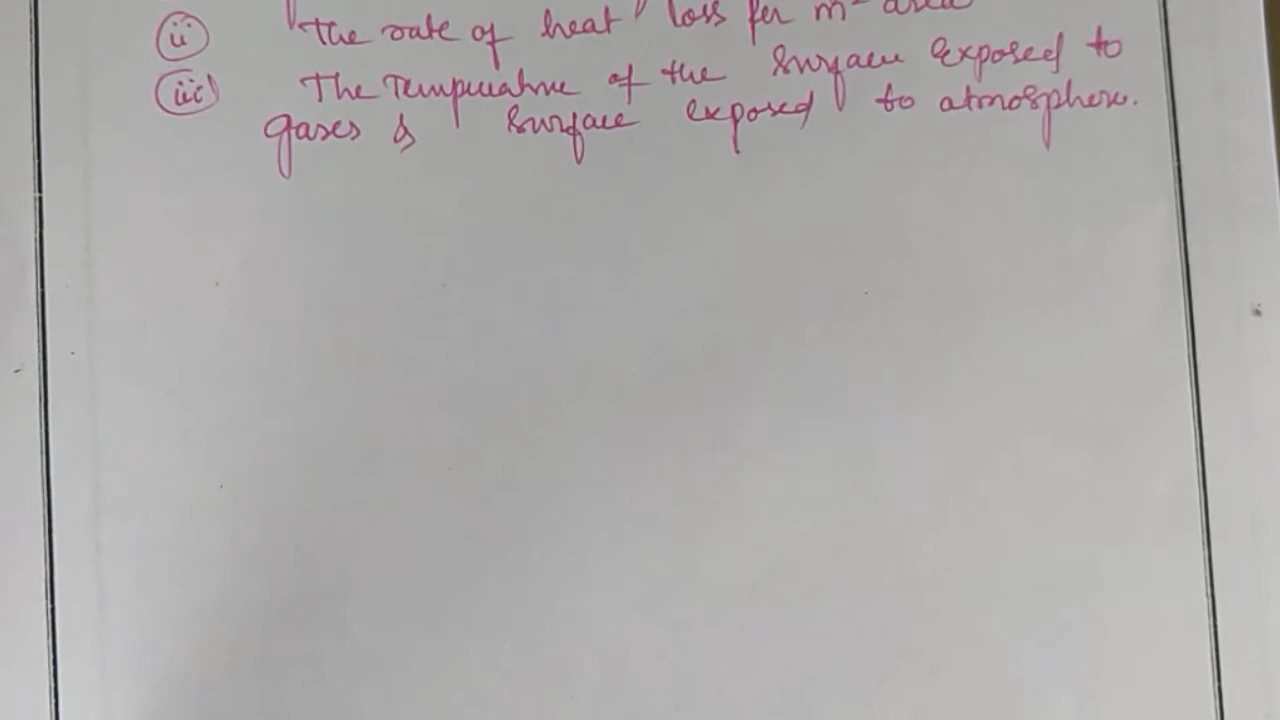 (ii) The rate of heat loss per m² area
(iii) The Temperature of the surface exposed to
gases & surface exposed to atmosphere.